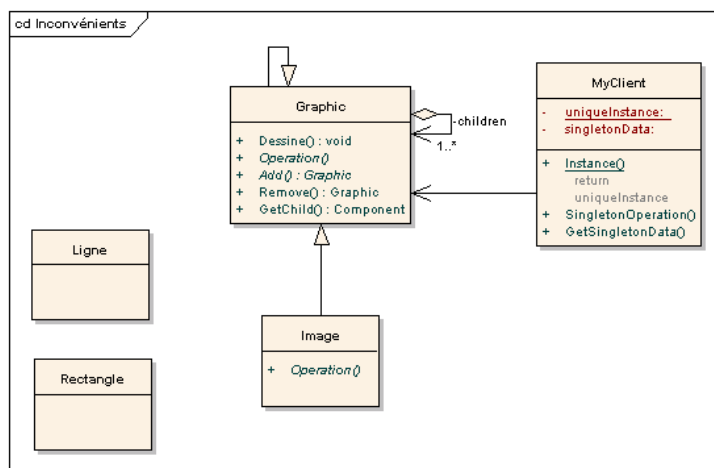 cd Inconvénients
Graphic
+ Dessine() : void
+ Operation()
+ Add() : Graphic
+ Remove() : Graphic
+ GetChild() : Component
-children
1..*
MyClient
- uniqueInstance:
- singletonData:
+ Instance()
return
uniqueInstance
+ SingletonOperation()
+ GetSingletonData()
Ligne
Image
+ Operation()
Rectangle